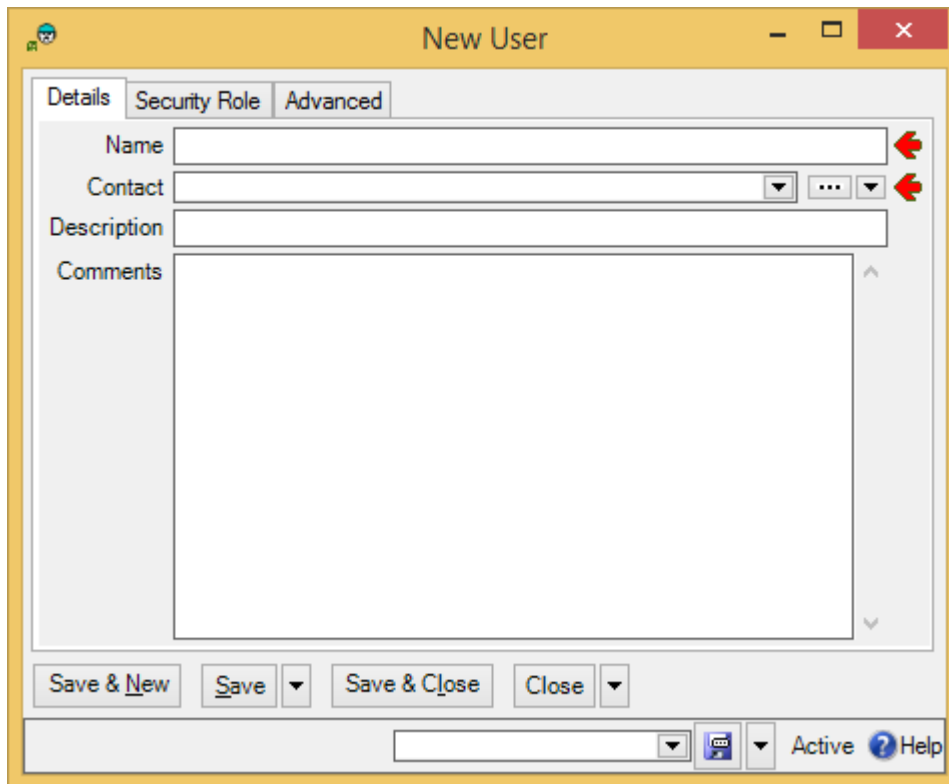 New User
Details Security Role Advanced
Name
Contact ...
Description
Comments
Save & New Save Save & Close Close
Active Help